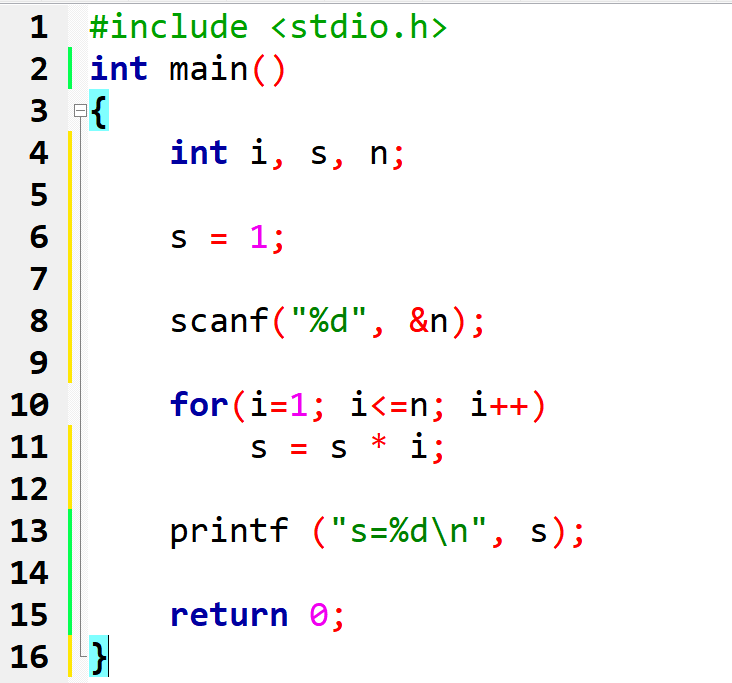 1 #include <stdio.h>
2 int main()
3 {
4     int i, s, n;
5
6     s = 1;
7
8     scanf("%d", &n);
9
10     for(i=1; i<=n; i++)
11         s = s * i;
12
13     printf ("s=%d\n", s);
14
15     return 0;
16 }